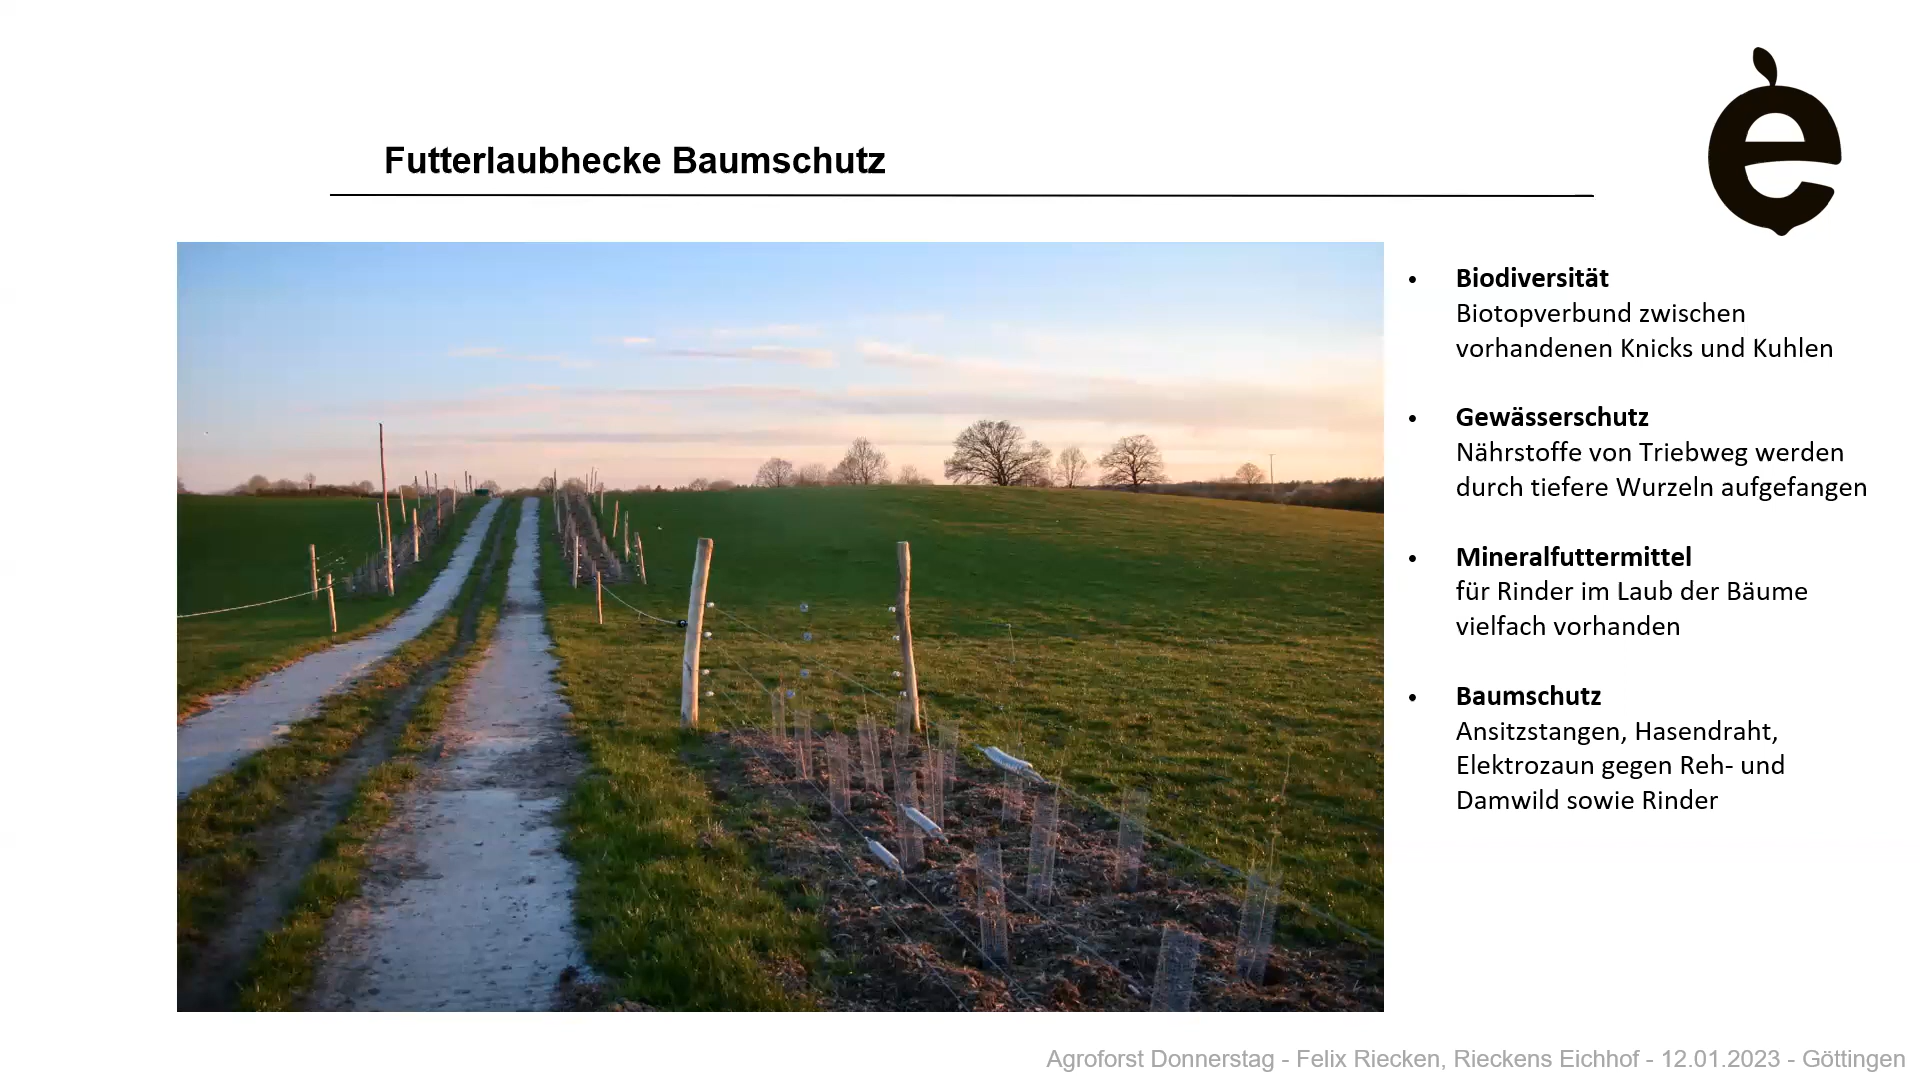 Futterlaubhecke Baumschutz
e
• Biodiversität
Biotopverbund zwischen
vorhandenen Knicks und Kuhlen
• Gewässerschutz
Nährstoffe von Triebweg werden
durch tiefere Wurzeln aufgefangen
• Mineralfuttermittel
für Rinder im Laub der Bäume
vielfach vorhanden
• Baumschutz
Ansitzstangen, Hasendraht,
Elektrozaun gegen Reh- und
Damwild sowie Rinder
Agroforst Donnerstag - Felix Riecken, Rieckens Eichhof - 12.01.2023 - Göttingen